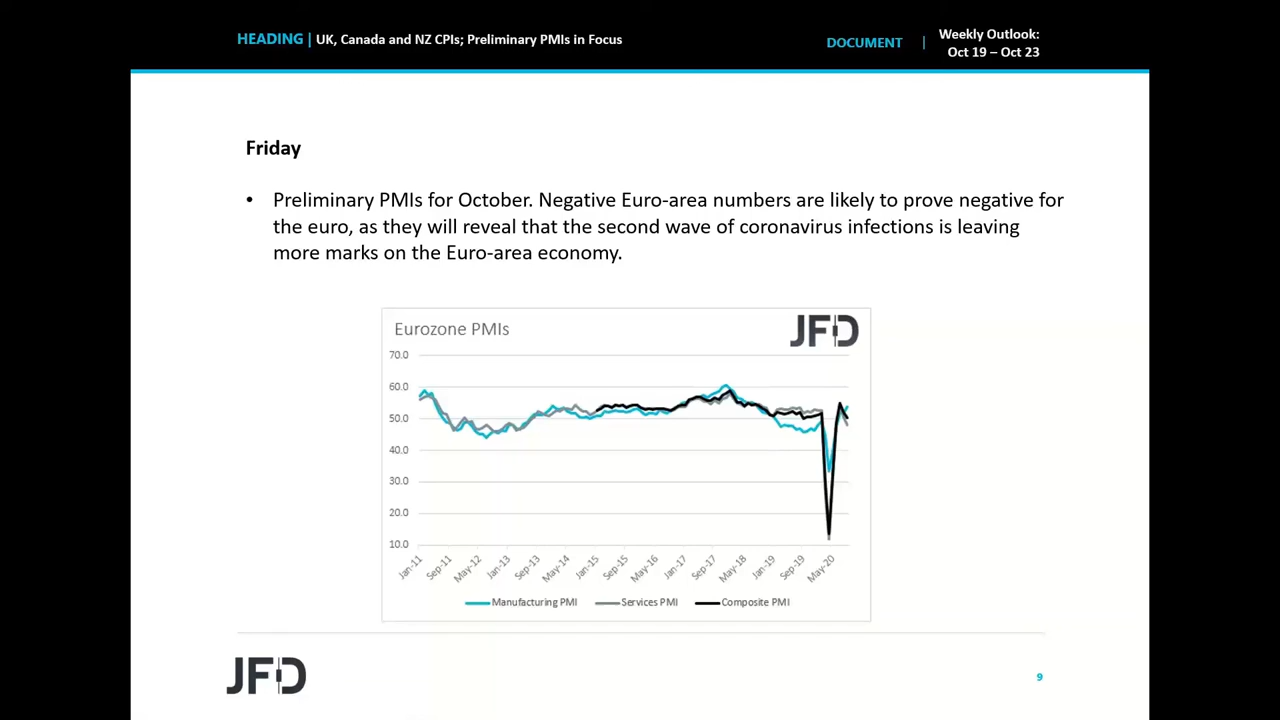 HEADING | UK, Canada and NZ CPIs; Preliminary PMIs in Focus
DOCUMENT | Weekly Outlook:
Oct 19 – Oct 23
Friday
• Preliminary PMIs for October. Negative Euro-area numbers are likely to prove negative for
the euro, as they will reveal that the second wave of coronavirus infections is leaving
more marks on the Euro-area economy.
Eurozone PMIs
JFD
70.0
60.0
50.0
40.0
30.0
20.0
10.0
Jan-11 Sep-11 May-12 Jan-13 Sep-13 May-14 Jan-15 Sep-15 May-16 Jan-17 Sep-17 May-18 Jan-19 Sep-19 May-20
Manufacturing PMI Services PMI Composite PMI
JFD
9